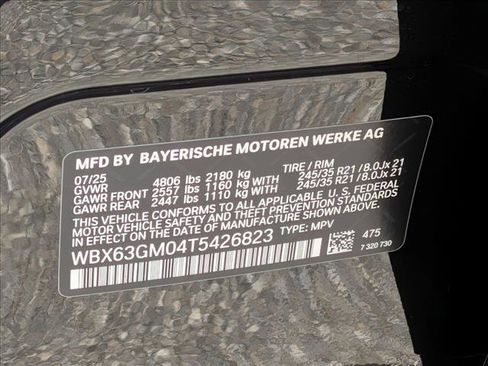 MFD BY BAYERISCHE MOTOREN WERKE AG
07/25 TIRE / RIM
GVWR 4806 lbs 2180 kg
GAWR FRONT 2557 lbs 1160 kg WITH 245/35 R21 / 8.0Jx 21
GAWR REAR 2447 lbs 1110 kg WITH 245/35 R21 / 8.0Jx 21
THIS VEHICLE CONFORMS TO ALL APPLICABLE U.S. FEDERAL
MOTOR VEHICLE SAFETY AND THEFT PREVENTION STANDARDS
IN EFFECT ON THE DATE OF MANUFACTURE SHOWN ABOVE.
WBX63GM04T5426823 TYPE: MPV
475
7 320 730